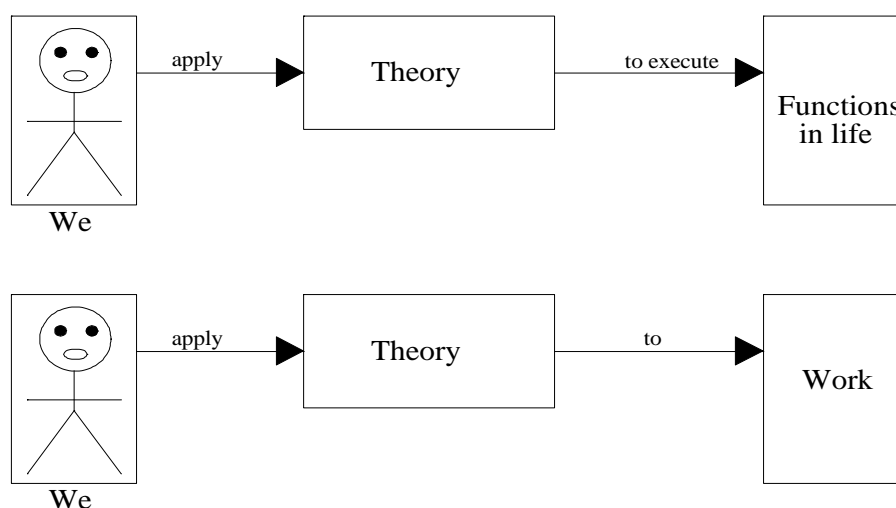 apply
Theory
to execute
Functions
in life
We
apply
Theory
to
Work
We